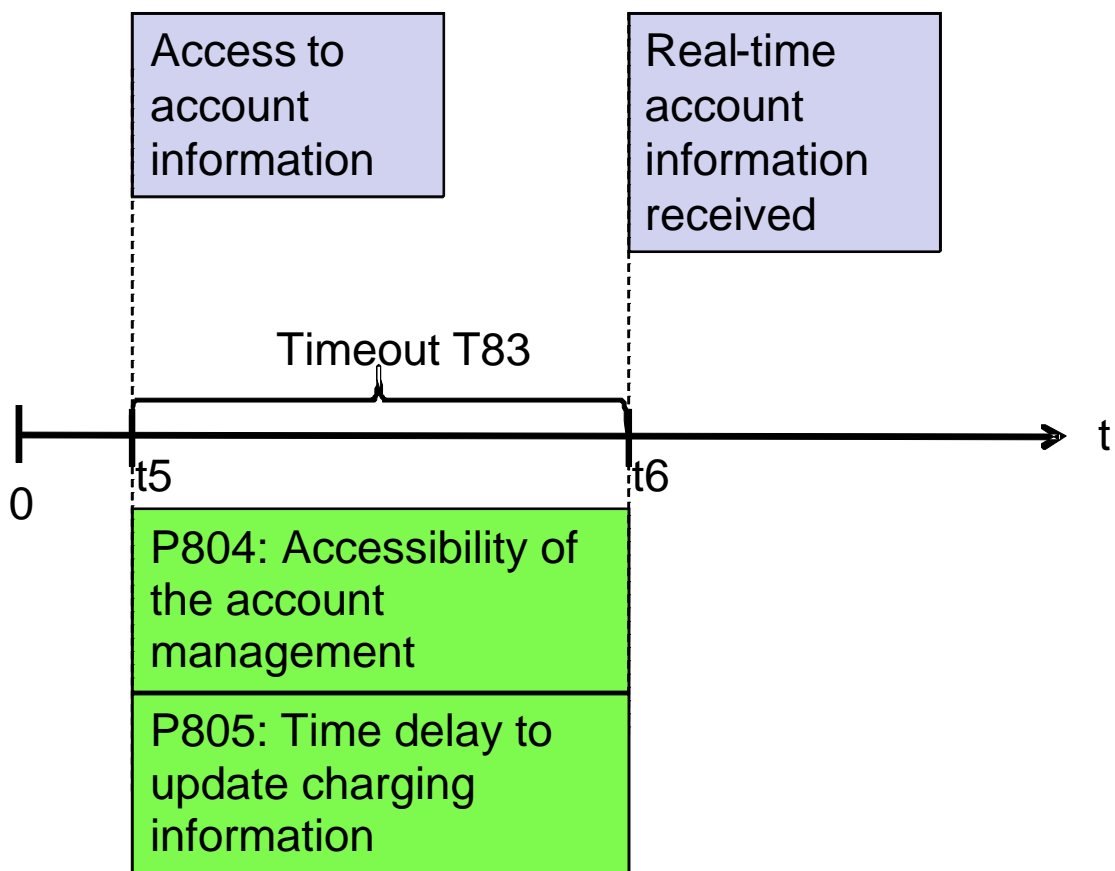 Access to
account
information
Real-time
account
information
received
Timeout T83
t
0
t5
t6
P804: Accessibility of
the account
management
P805: Time delay to
update charging
information